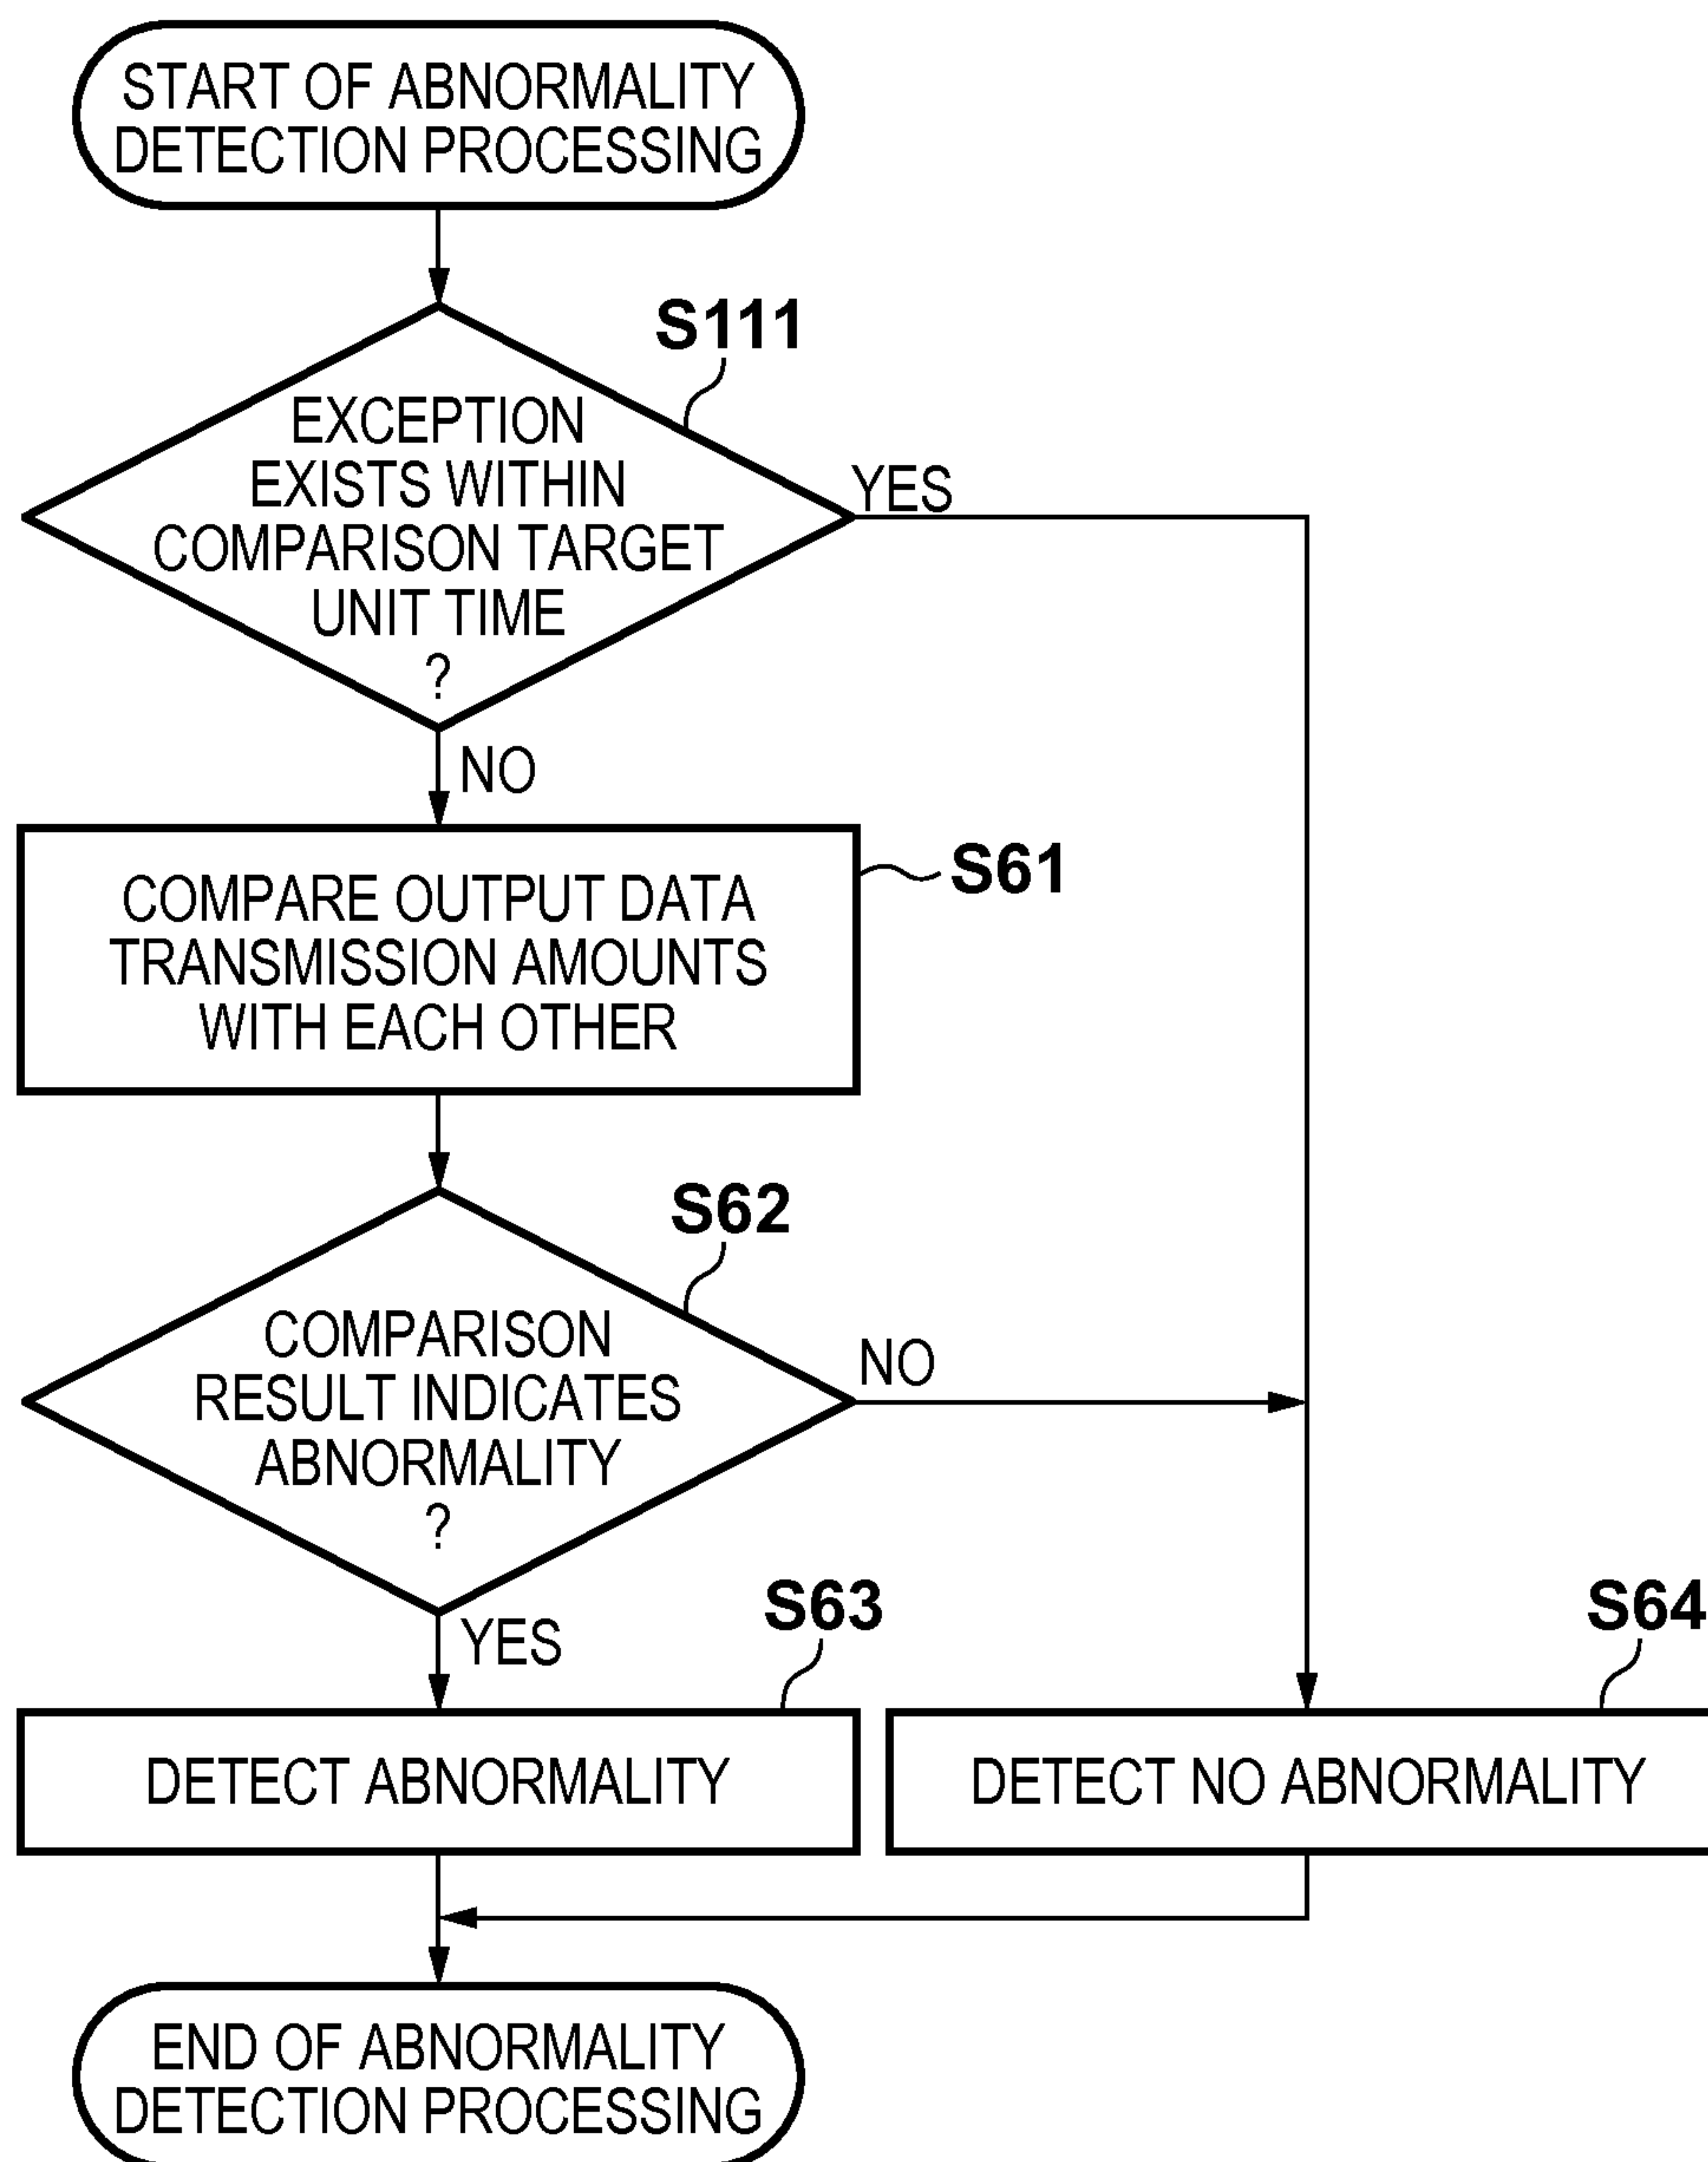 START OF ABNORMALITY
DETECTION PROCESSING
S111
EXCEPTION
EXISTS WITHIN
COMPARISON TARGET
UNIT TIME
?
YES
NO
S61
COMPARE OUTPUT DATA
TRANSMISSION AMOUNTS
WITH EACH OTHER
S62
COMPARISON
RESULT INDICATES
ABNORMALITY
?
NO
YES
S63
S64
DETECT ABNORMALITY
DETECT NO ABNORMALITY
END OF ABNORMALITY
DETECTION PROCESSING